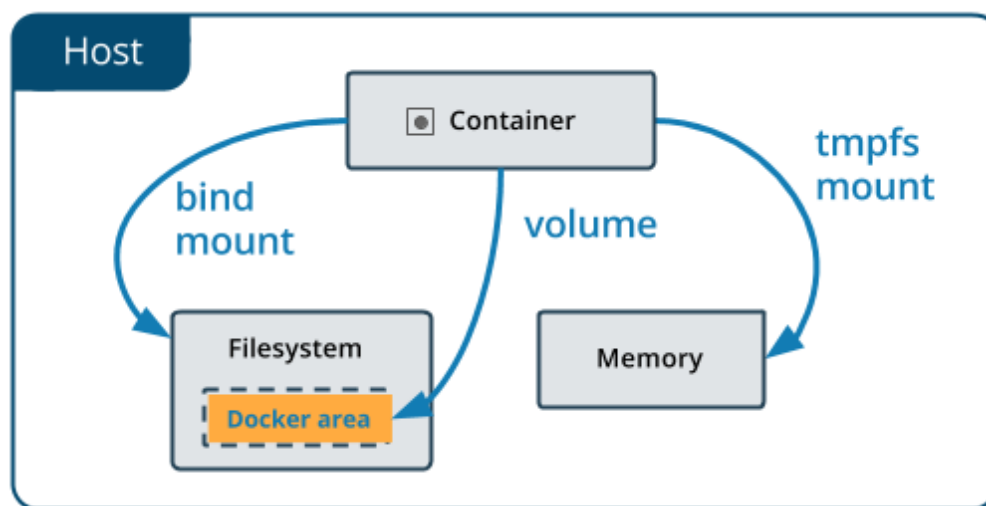 Host
Container
bind
mount
volume
tmpfs
mount
Filesystem
Docker area
Memory